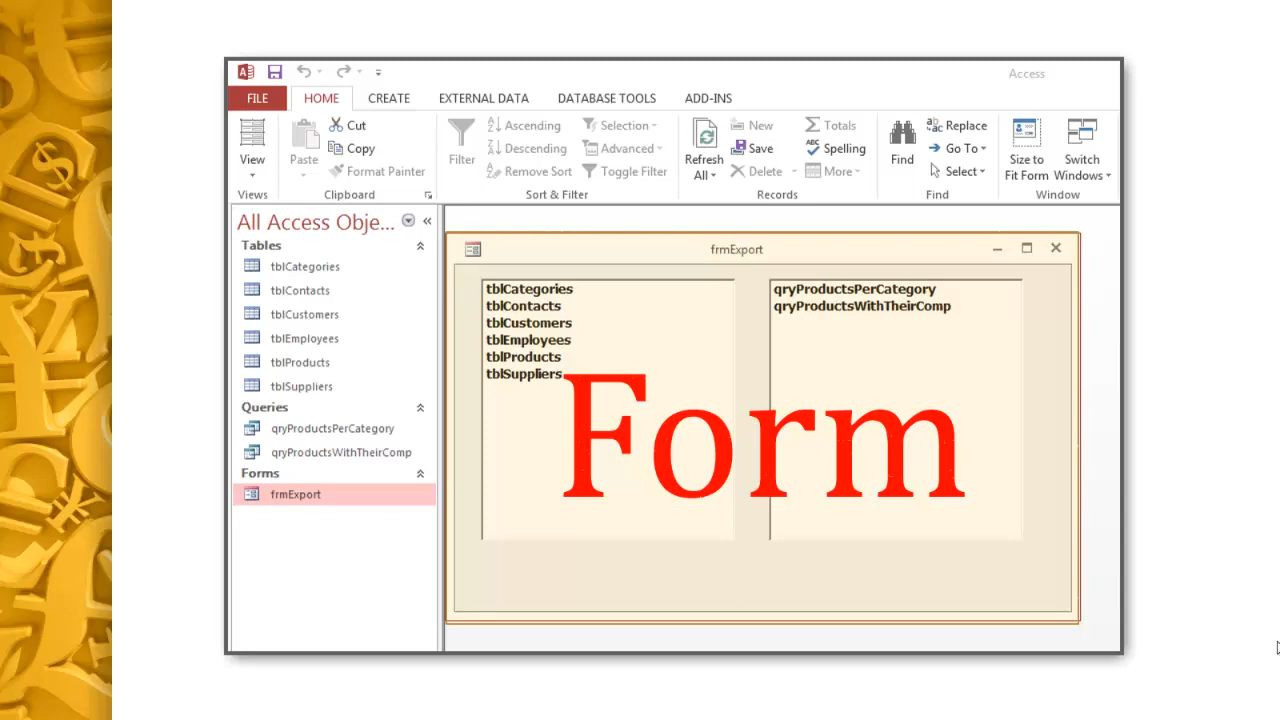 Access
FILE HOME CREATE EXTERNAL DATA DATABASE TOOLS ADD-INS
View
Views
Paste
Cut
Copy
Format Painter
Clipboard
Filter
Ascending
Descending
Remove Sort
Selection
Advanced
Toggle Filter
Sort & Filter
Refresh
All
New
Save
Delete
Totals
Spelling
More
Records
Find
Replace
Go To
Select
Find
Size to
Fit Form
Switch
Windows
Window
All Access Obje...
Tables
tblCategories
tblContacts
tblCustomers
tblEmployees
tblProducts
tblSuppliers
Queries
qryProductsPerCategory
qryProductsWithTheirComp
Forms
frmExport
frmExport
tblCategories
tblContacts
tblCustomers
tblEmployees
tblProducts
tblSuppliers
qryProductsPerCategory
qryProductsWithTheirComp
Form